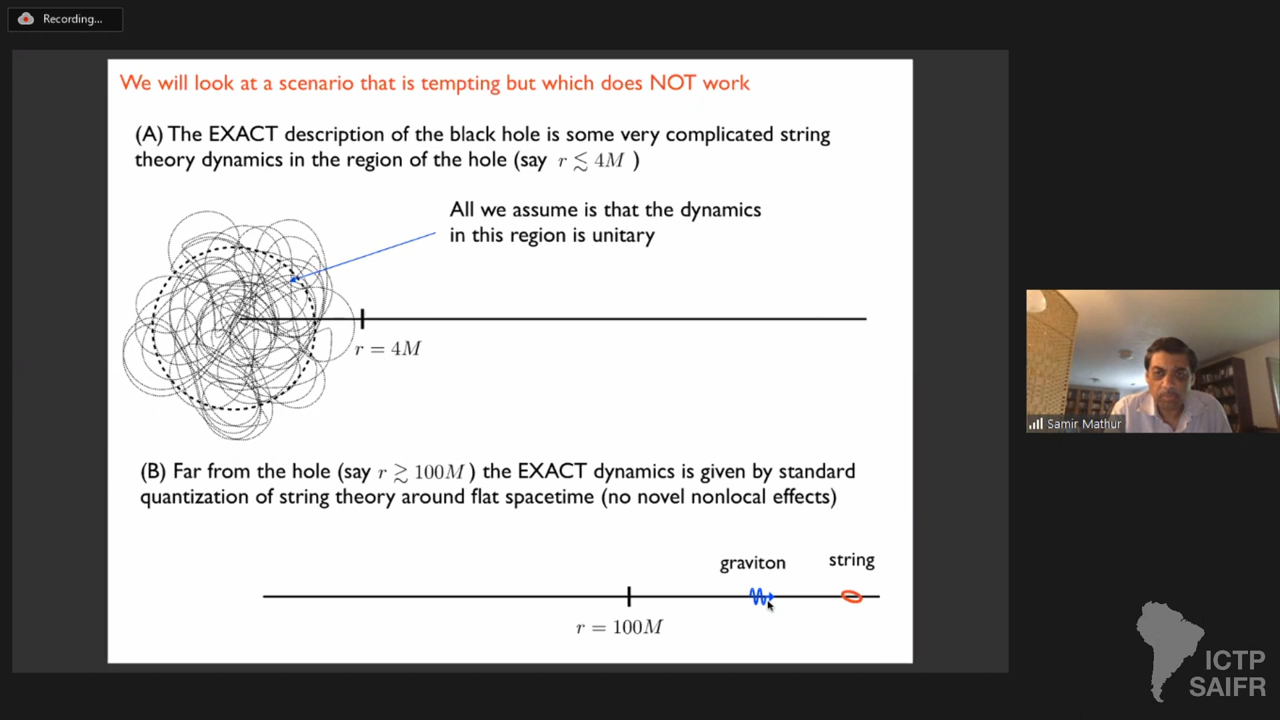 Recording...
We will look at a scenario that is tempting but which does NOT work
(A) The EXACT description of the black hole is some very complicated string
theory dynamics in the region of the hole (say r ≲ 4M )
All we assume is that the dynamics
in this region is unitary
r = 4M
Samir Mathur
(B) Far from the hole (say r ≳ 100M ) the EXACT dynamics is given by standard
quantization of string theory around flat spacetime (no novel nonlocal effects)
graviton
string
r = 100M
ICTP
SAIFR